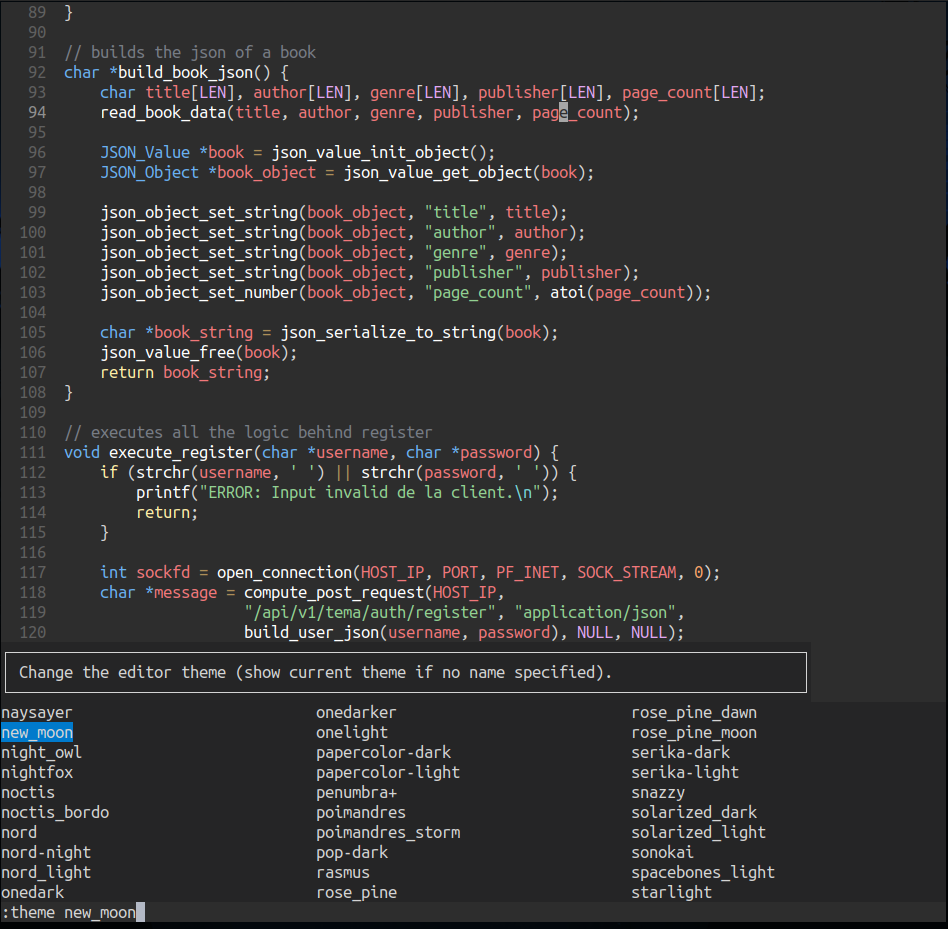 89 }
90
91 // builds the json of a book
92 char *build_book_json() {
93     char title[LEN], author[LEN], genre[LEN], publisher[LEN], page_count[LEN];
94     read_book_data(title, author, genre, publisher, page_count);
95
96     JSON_Value *book = json_value_init_object();
97     JSON_Object *book_object = json_value_get_object(book);
98
99     json_object_set_string(book_object, "title", title);
100     json_object_set_string(book_object, "author", author);
101     json_object_set_string(book_object, "genre", genre);
102     json_object_set_string(book_object, "publisher", publisher);
103     json_object_set_number(book_object, "page_count", atoi(page_count));
104
105     char *book_string = json_serialize_to_string(book);
106     json_value_free(book);
107     return book_string;
108 }
109
110 // executes all the logic behind register
111 void execute_register(char *username, char *password) {
112     if (strchr(username, ' ') || strchr(password, ' ')) {
113         printf("ERROR: Input invalid de la client.\n");
114         return;
115     }
116
117     int sockfd = open_connection(HOST_IP, PORT, PF_INET, SOCK_STREAM, 0);
118     char *message = compute_post_request(HOST_IP,
119                     "/api/v1/tema/auth/register", "application/json",
120                     build_user_json(username, password), NULL, NULL);
Change the editor theme (show current theme if no name specified).
naysayer onedarker rose_pine_dawn
new_moon onelight rose_pine_moon
night_owl papercolor-dark serika-dark
nightfox papercolor-light serika-light
noctis penumbra+ snazzy
noctis_bordo poimandres solarized_dark
nord poimandres_storm solarized_light
nord-night pop-dark sonokai
nord_light rasmus spacebones_light
onedark rose_pine starlight
:theme new_moon